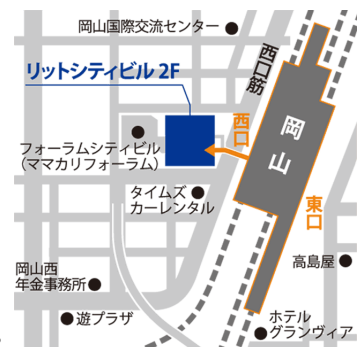 岡山国際交流センター
リットシティビル 2F
西口筋
西口
岡山
フォーラムシティビル
(ママカリフォーラム)
タイムズ
カーレンタル
東口
高島屋
岡山西
年金事務所
遊プラザ
ホテル
グランヴィア